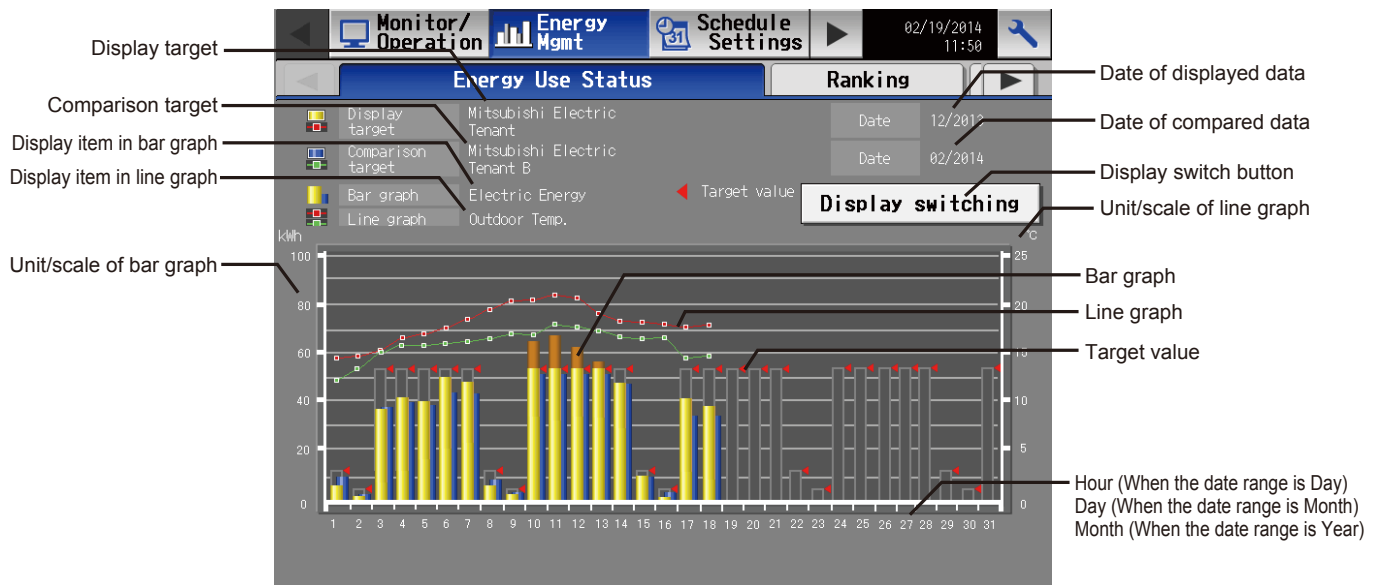 Monitor/
Operation
Energy
Mgmt
31
Schedule
Settings
02/19/2014
11:50
Energy Use Status
Ranking
Display target
Comparison target
Display item in bar graph
Display item in line graph
Unit/scale of bar graph
Display
target
Mitsubishi Electric
Tenant
Date
Comparison
target
Mitsubishi Electric
Tenant B
Date 02/2014
Bar graph
Electric Energy
Target value
Line graph
Outdoor Temp.
Display switching
Date of displayed data
Date of compared data
Display switch button
Unit/scale of line graph
Bar graph
Line graph
Target value
Hour (When the date range is Day)
Day (When the date range is Month)
Month (When the date range is Year)
kWh
°C
100
80
60
40
20
0
25
20
15
10
5
0
1 2 3 4 5 6 7 8 9 10 11 12 13 14 15 16 17 18 19 20 21 22 23 24 25 26 27 28 29 30 31